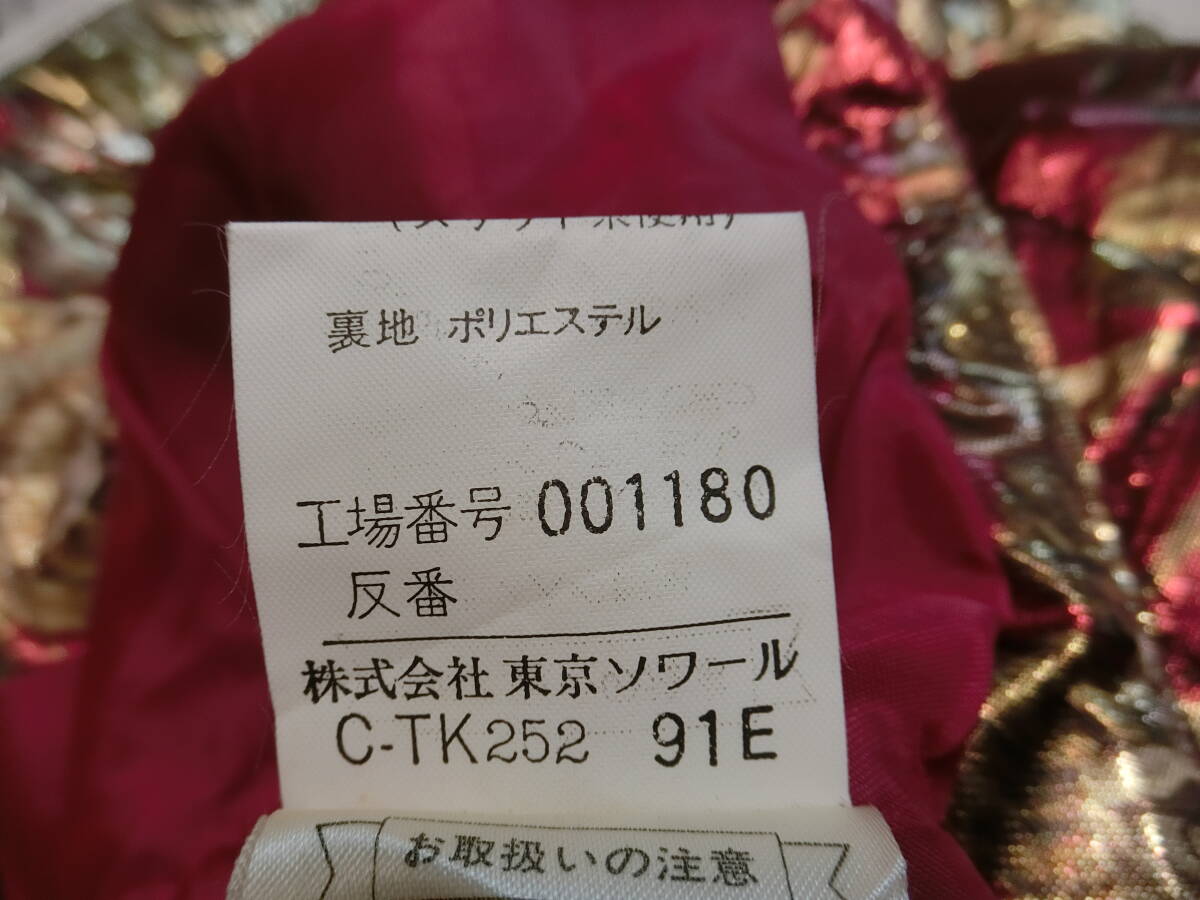 裏地 ポリエステル
工場番号 001180
反番
株式会社 東京ソワール
C-TK252 91E
お取扱いの注意